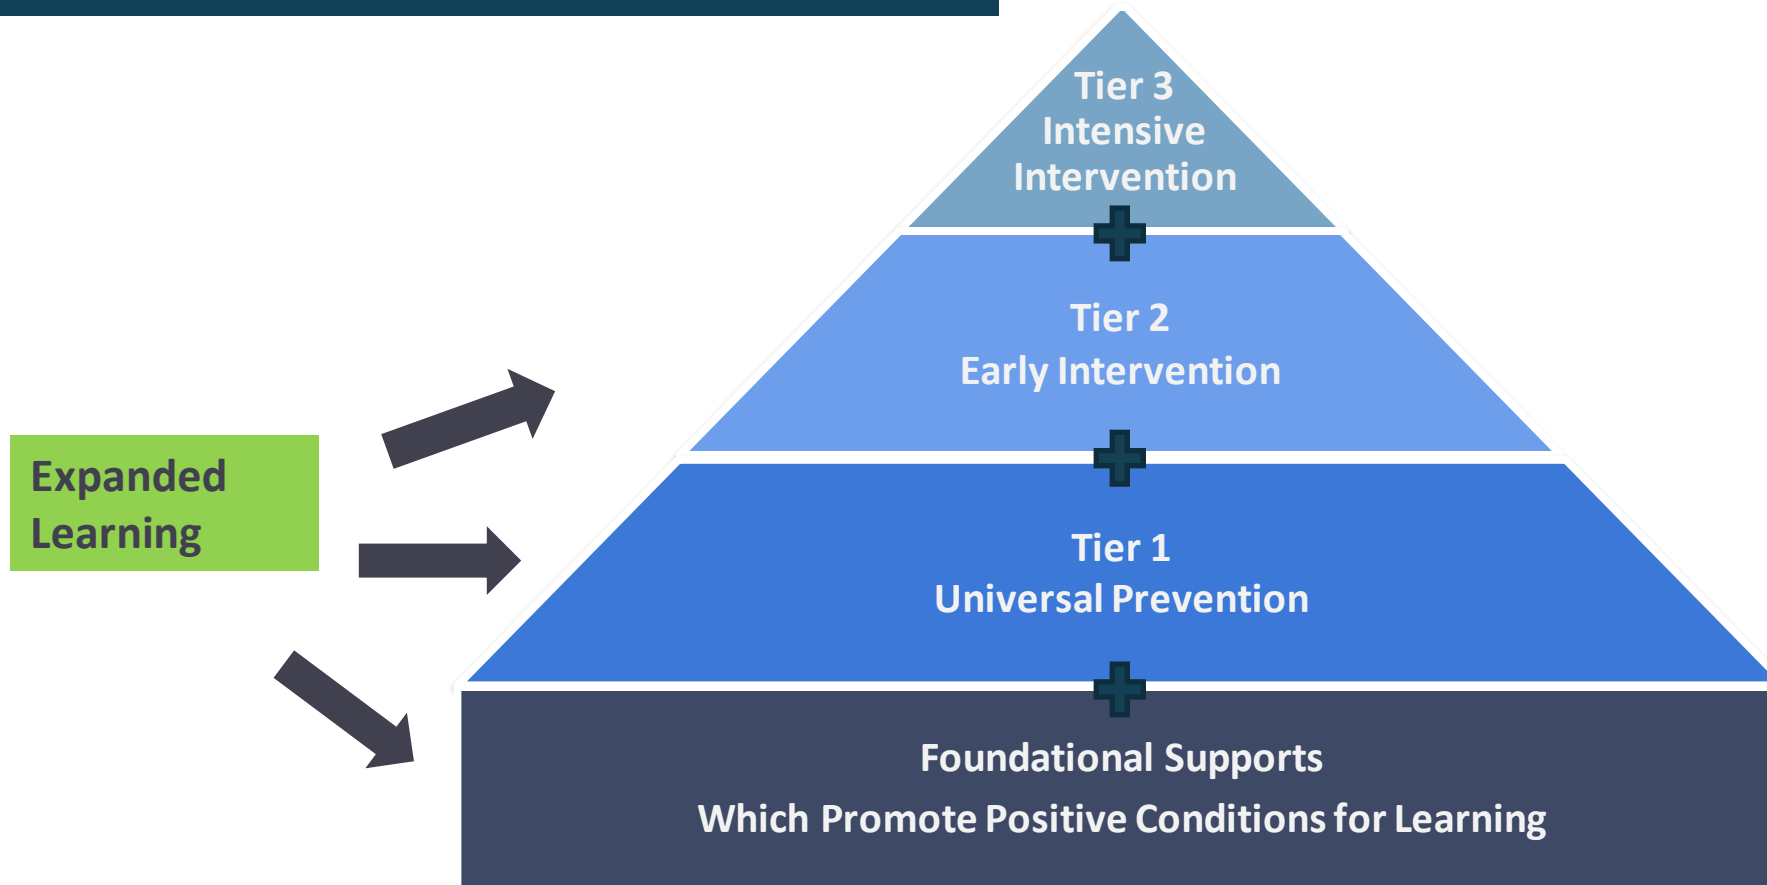 Tier 3
Intensive
Intervention
Tier 2
Early Intervention
Expanded
Learning
Tier 1
Universal Prevention
Foundational Supports
Which Promote Positive Conditions for Learning